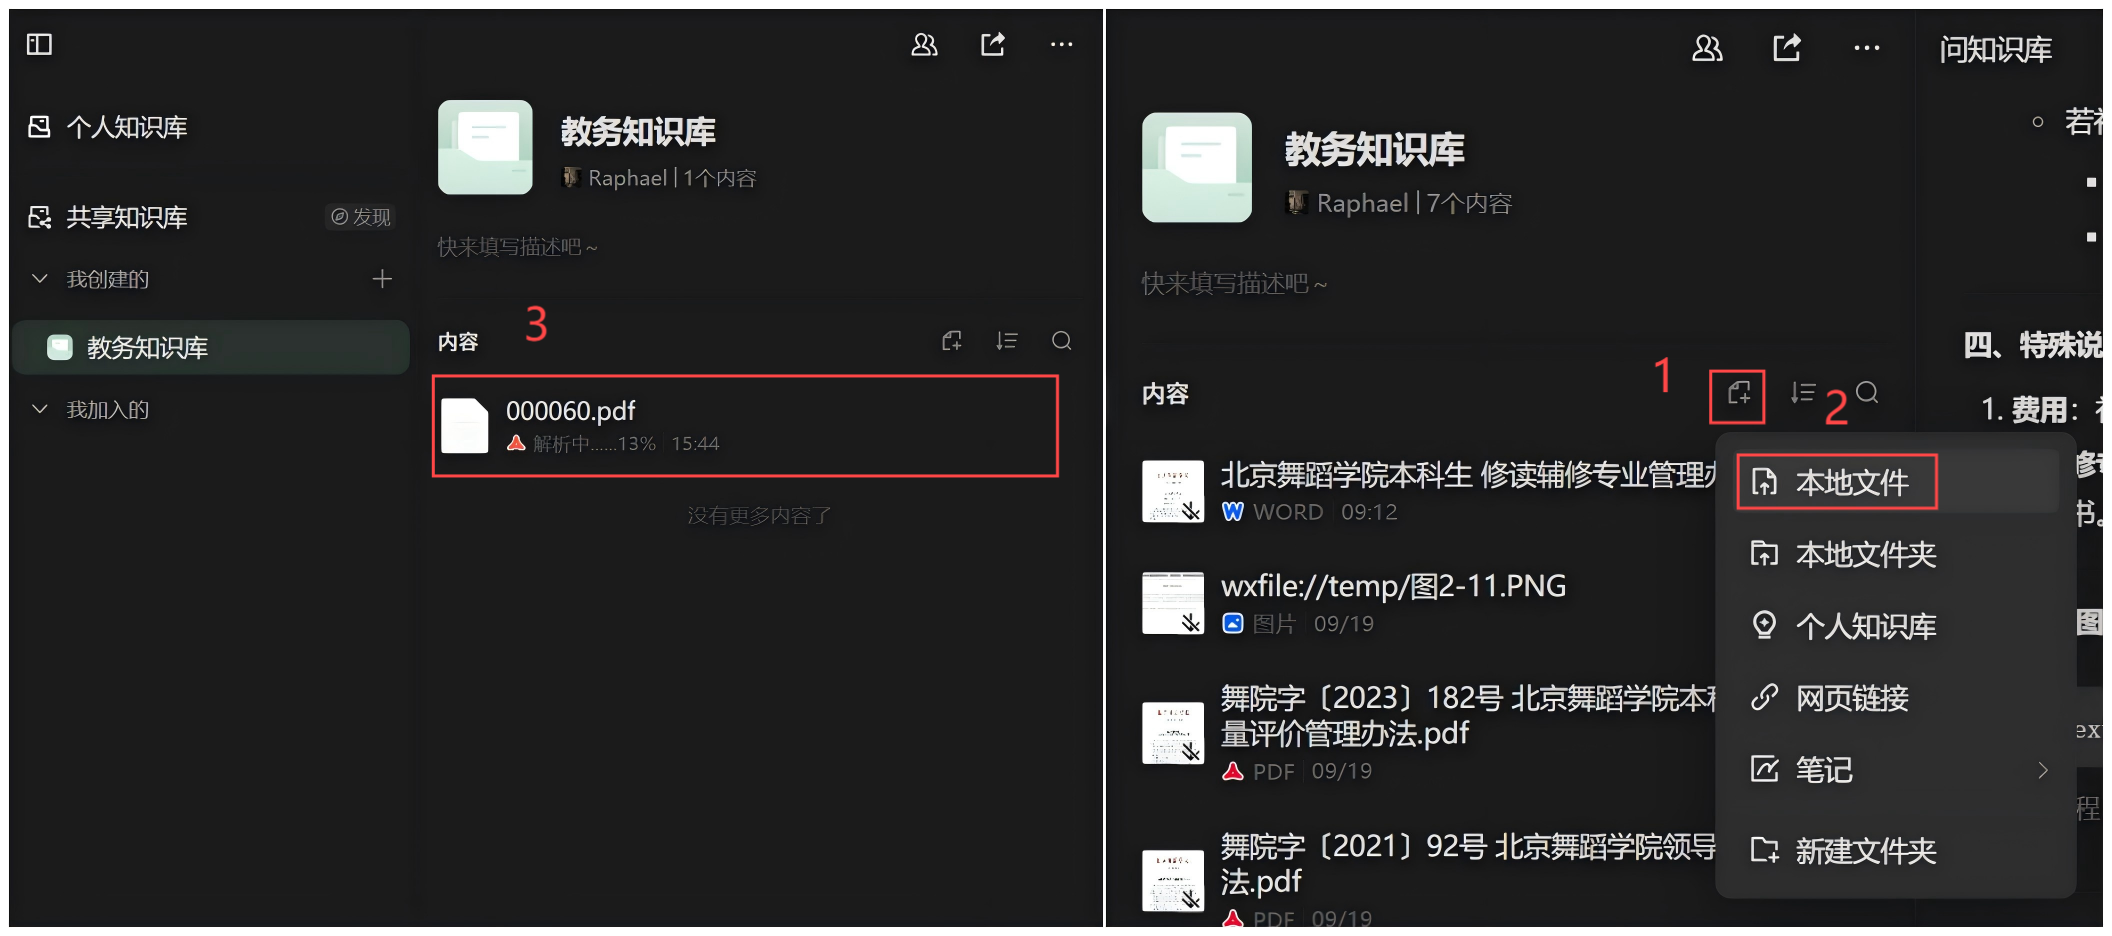 个人知识库
共享知识库
发现
我创建的
教务知识库
我加入的
教务知识库
Raphael | 1个内容
快来填写描述吧~
3
内容
000060.pdf
解析中......13% 15:44
没有更多内容了
教务知识库
Raphael | 7个内容
快来填写描述吧~
1
内容
2
北京舞蹈学院本科生 修读辅修专业管理办
WORD 09:12
wxfile://temp/图2-11.PNG
图片 09/19
舞院字〔2023〕182号 北京舞蹈学院本科
量评价管理办法.pdf
PDF 09/19
舞院字〔2021〕92号 北京舞蹈学院领导
法.pdf
PDF 09/19
本地文件
本地文件夹
个人知识库
网页链接
笔记
新建文件夹
问知识库
四、特殊说
1. 费用：
书。
图
ex
程